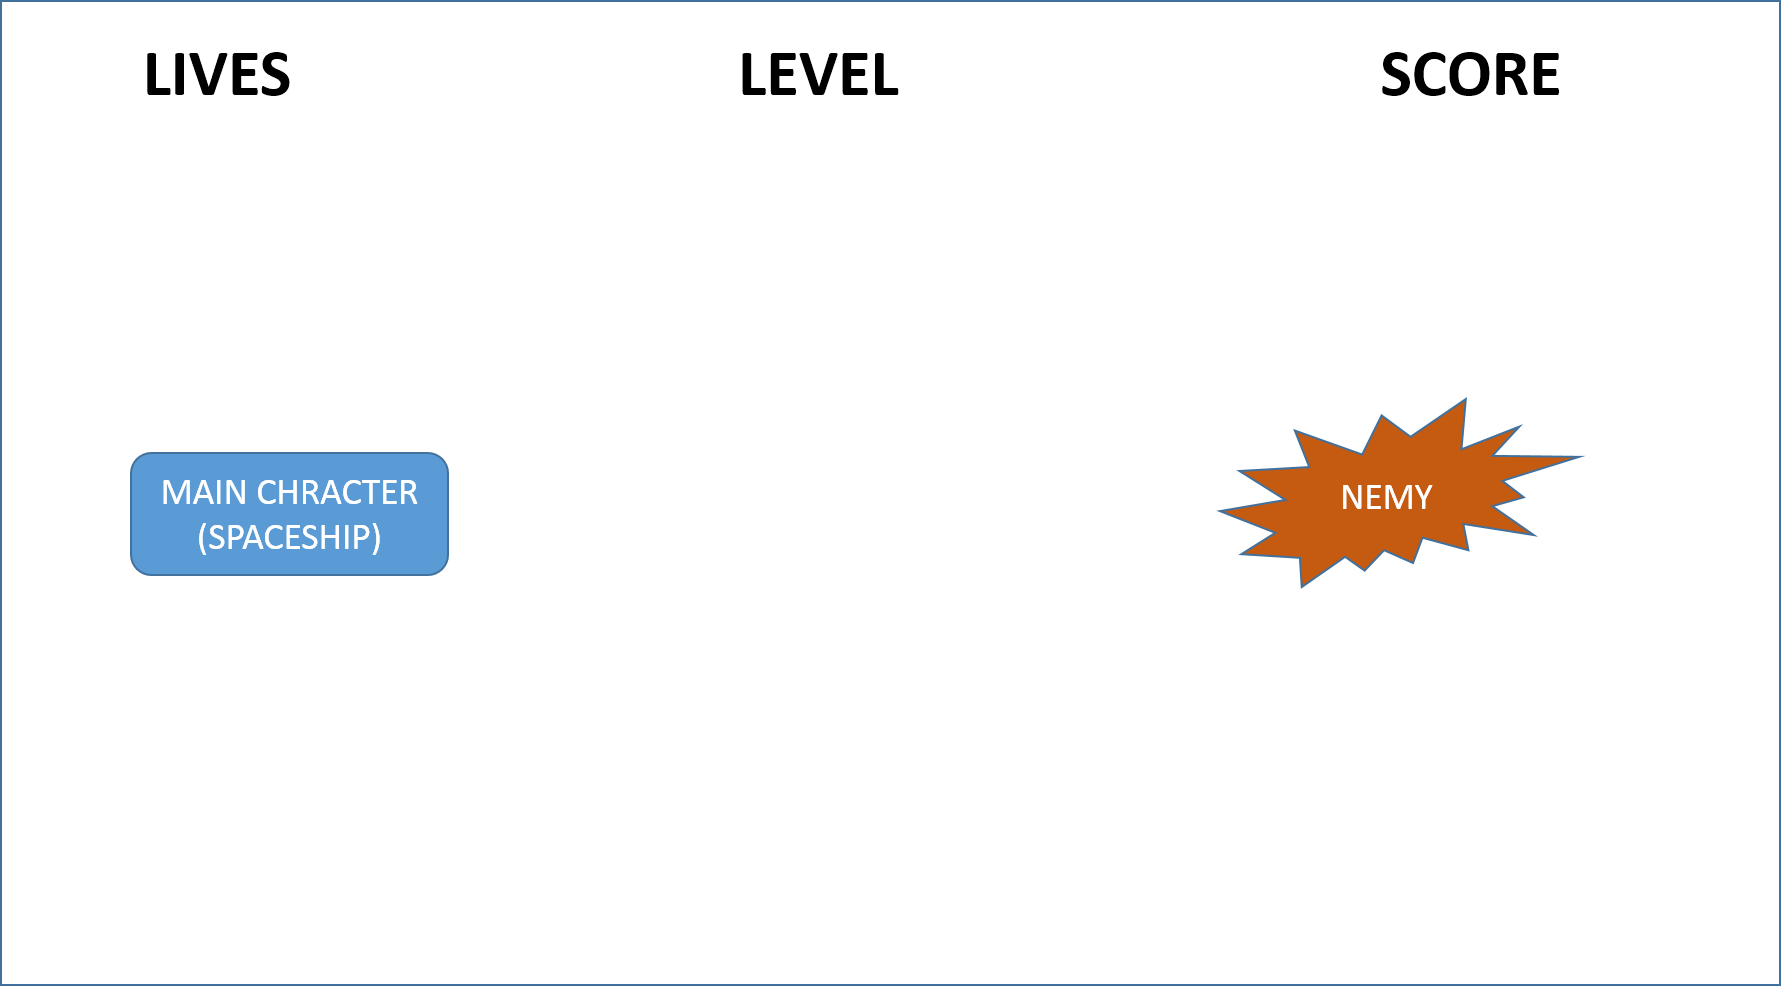 LIVES
LEVEL
SCORE
MAIN CHRACTER
(SPACESHIP)
NEMY